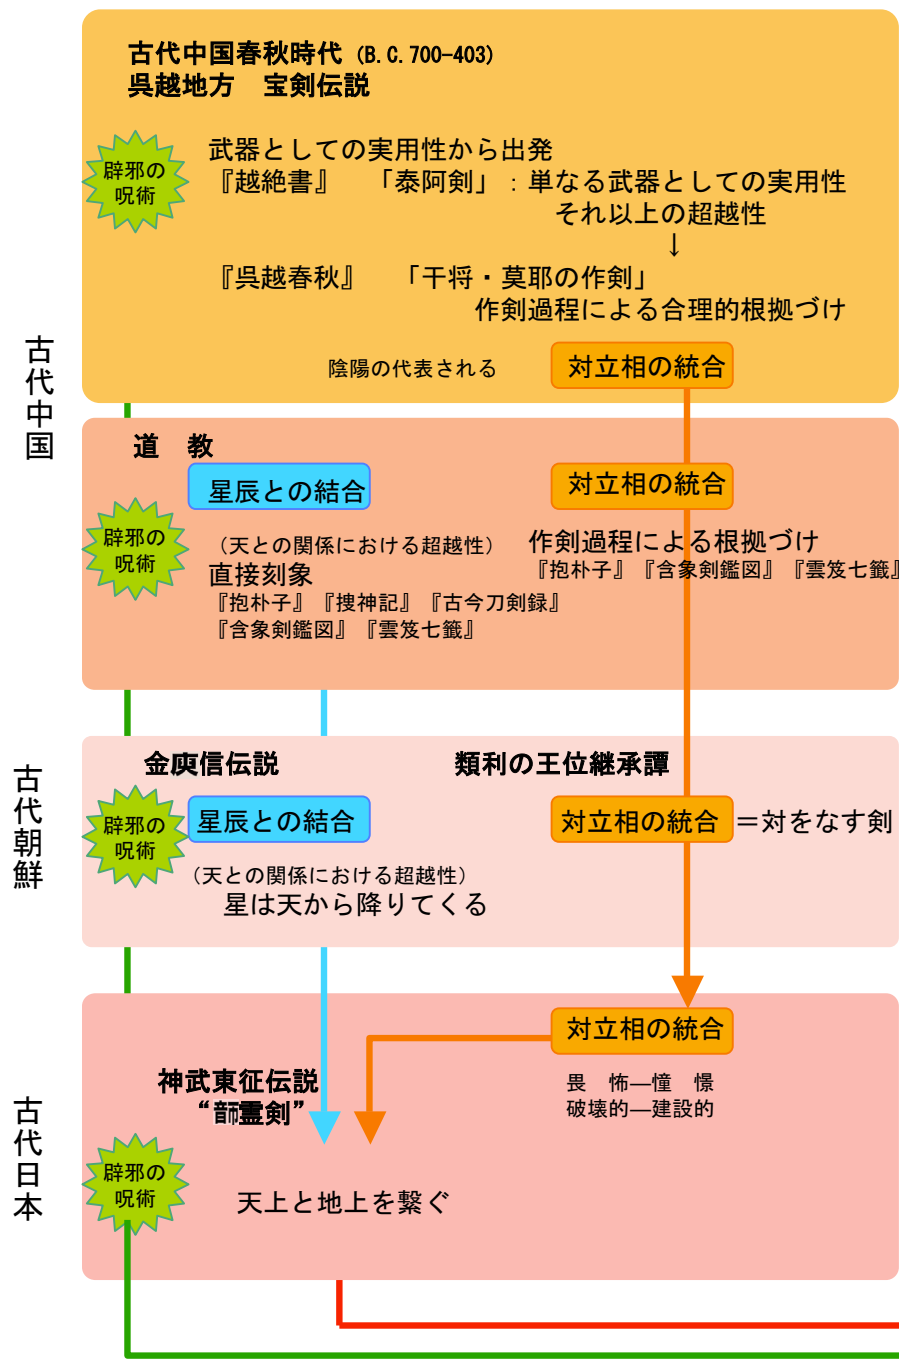 古代中国
古代中国春秋時代 (B.C.700-403)
呉越地方　宝剣伝説
辟邪の
呪術
武器としての実用性から出発
『越絶書』　「泰阿剣」：単なる武器としての実用性
それ以上の超越性
↓
『呉越春秋』　「干将・莫耶の作剣」
作剣過程による合理的根拠づけ
陰陽の代表される
対立相の統合
道　教
星辰との結合
対立相の統合
辟邪の
呪術
（天との関係における超越性）
直接刻象
『抱朴子』『捜神記』『古今刀剣録』
『含象剣鑑図』『雲笈七籤』
作剣過程による根拠づけ
『抱朴子』『含象剣鑑図』『雲笈七籤』
古代朝鮮
金庾信伝説
類利の王位継承譚
辟邪の
呪術
星辰との結合
対立相の統合
＝対をなす剣
（天との関係における超越性）
星は天から降りてくる
古代日本
対立相の統合
畏　怖―憧　憬
破壊的―建設的
神武東征伝説
“霊剣”
辟邪の
呪術
天上と地上を繋ぐ